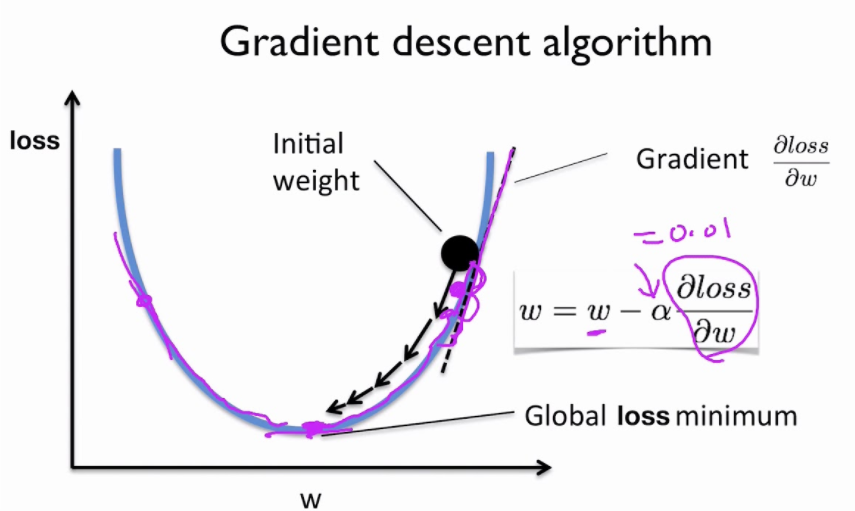 Gradient descent algorithm
loss
Initial
weight
Gradient ∂loss/∂w
=0.01
w = w − α ∂loss/∂w
Global loss minimum
w